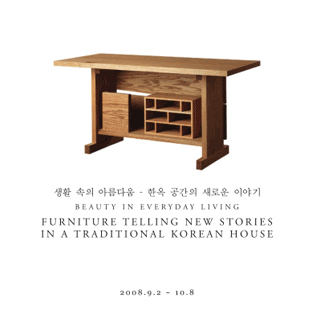 생활 속의 아름다움 - 한옥 공간의 새로운 이야기
BEAUTY IN EVERYDAY LIVING
FURNITURE TELLING NEW STORIES
IN A TRADITIONAL KOREAN HOUSE
2008.9.2 - 10.8